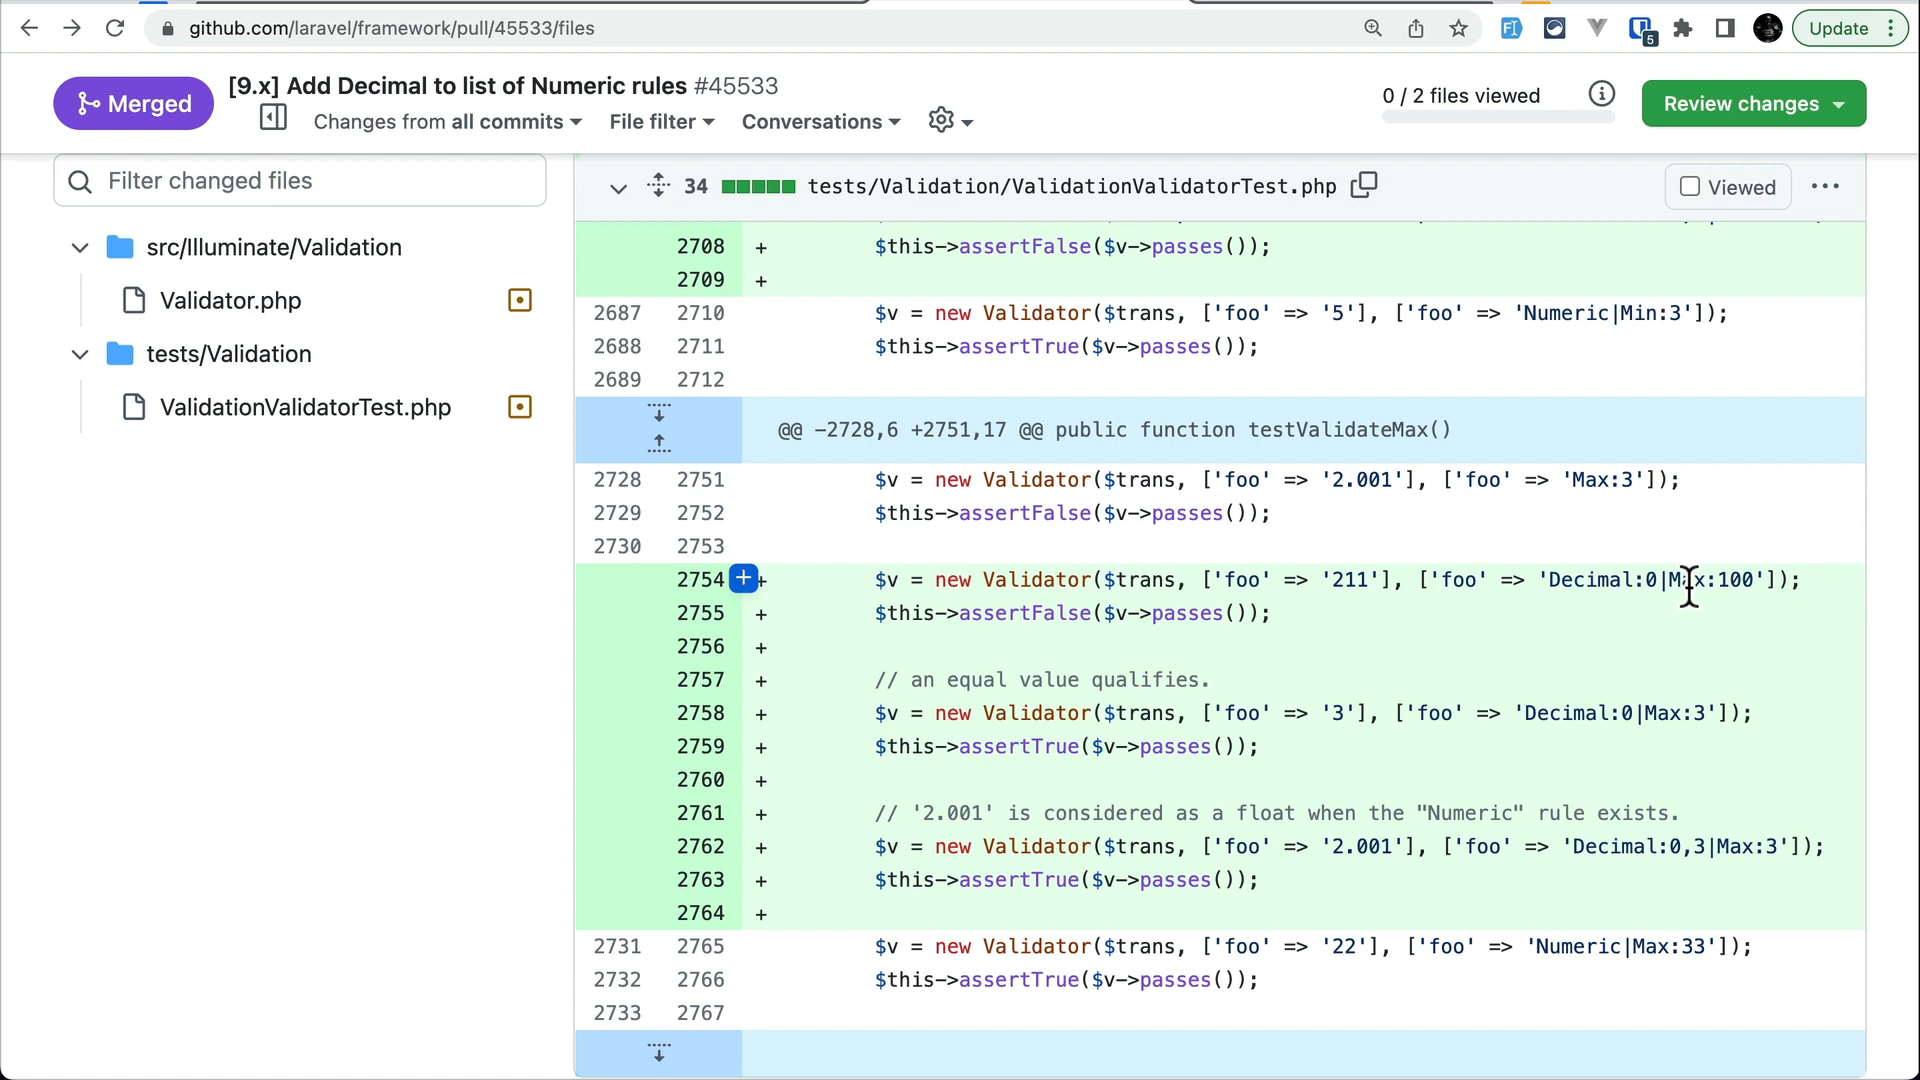 github.com/laravel/framework/pull/45533/files
5
Update
Merged
[9.x] Add Decimal to list of Numeric rules #45533
Changes from all commits
File filter
Conversations
0 / 2 files viewed
Review changes
Filter changed files
src/Illuminate/Validation
Validator.php
tests/Validation
ValidationValidatorTest.php
34 tests/Validation/ValidationValidatorTest.php
Viewed
2708 + $this->assertFalse($v->passes());
2709 +
2687 2710 $v = new Validator($trans, ['foo' => '5'], ['foo' => 'Numeric|Min:3']);
2688 2711 $this->assertTrue($v->passes());
2689 2712
@@ -2728,6 +2751,17 @@ public function testValidateMax()
2728 2751 $v = new Validator($trans, ['foo' => '2.001'], ['foo' => 'Max:3']);
2729 2752 $this->assertFalse($v->passes());
2730 2753
2754 + $v = new Validator($trans, ['foo' => '211'], ['foo' => 'Decimal:0|Max:100']);
2755 + $this->assertFalse($v->passes());
2756 +
2757 + // an equal value qualifies.
2758 + $v = new Validator($trans, ['foo' => '3'], ['foo' => 'Decimal:0|Max:3']);
2759 + $this->assertTrue($v->passes());
2760 +
2761 + // '2.001' is considered as a float when the "Numeric" rule exists.
2762 + $v = new Validator($trans, ['foo' => '2.001'], ['foo' => 'Decimal:0,3|Max:3']);
2763 + $this->assertTrue($v->passes());
2764 +
2731 2765 $v = new Validator($trans, ['foo' => '22'], ['foo' => 'Numeric|Max:33']);
2732 2766 $this->assertTrue($v->passes());
2733 2767